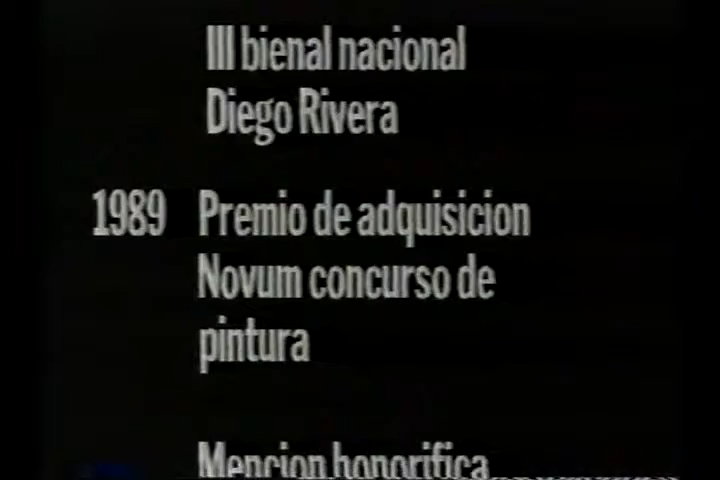 III bienal nacional
Diego Rivera
1989 Premio de adquisicion
Novum concurso de
pintura
Mencion honorifica